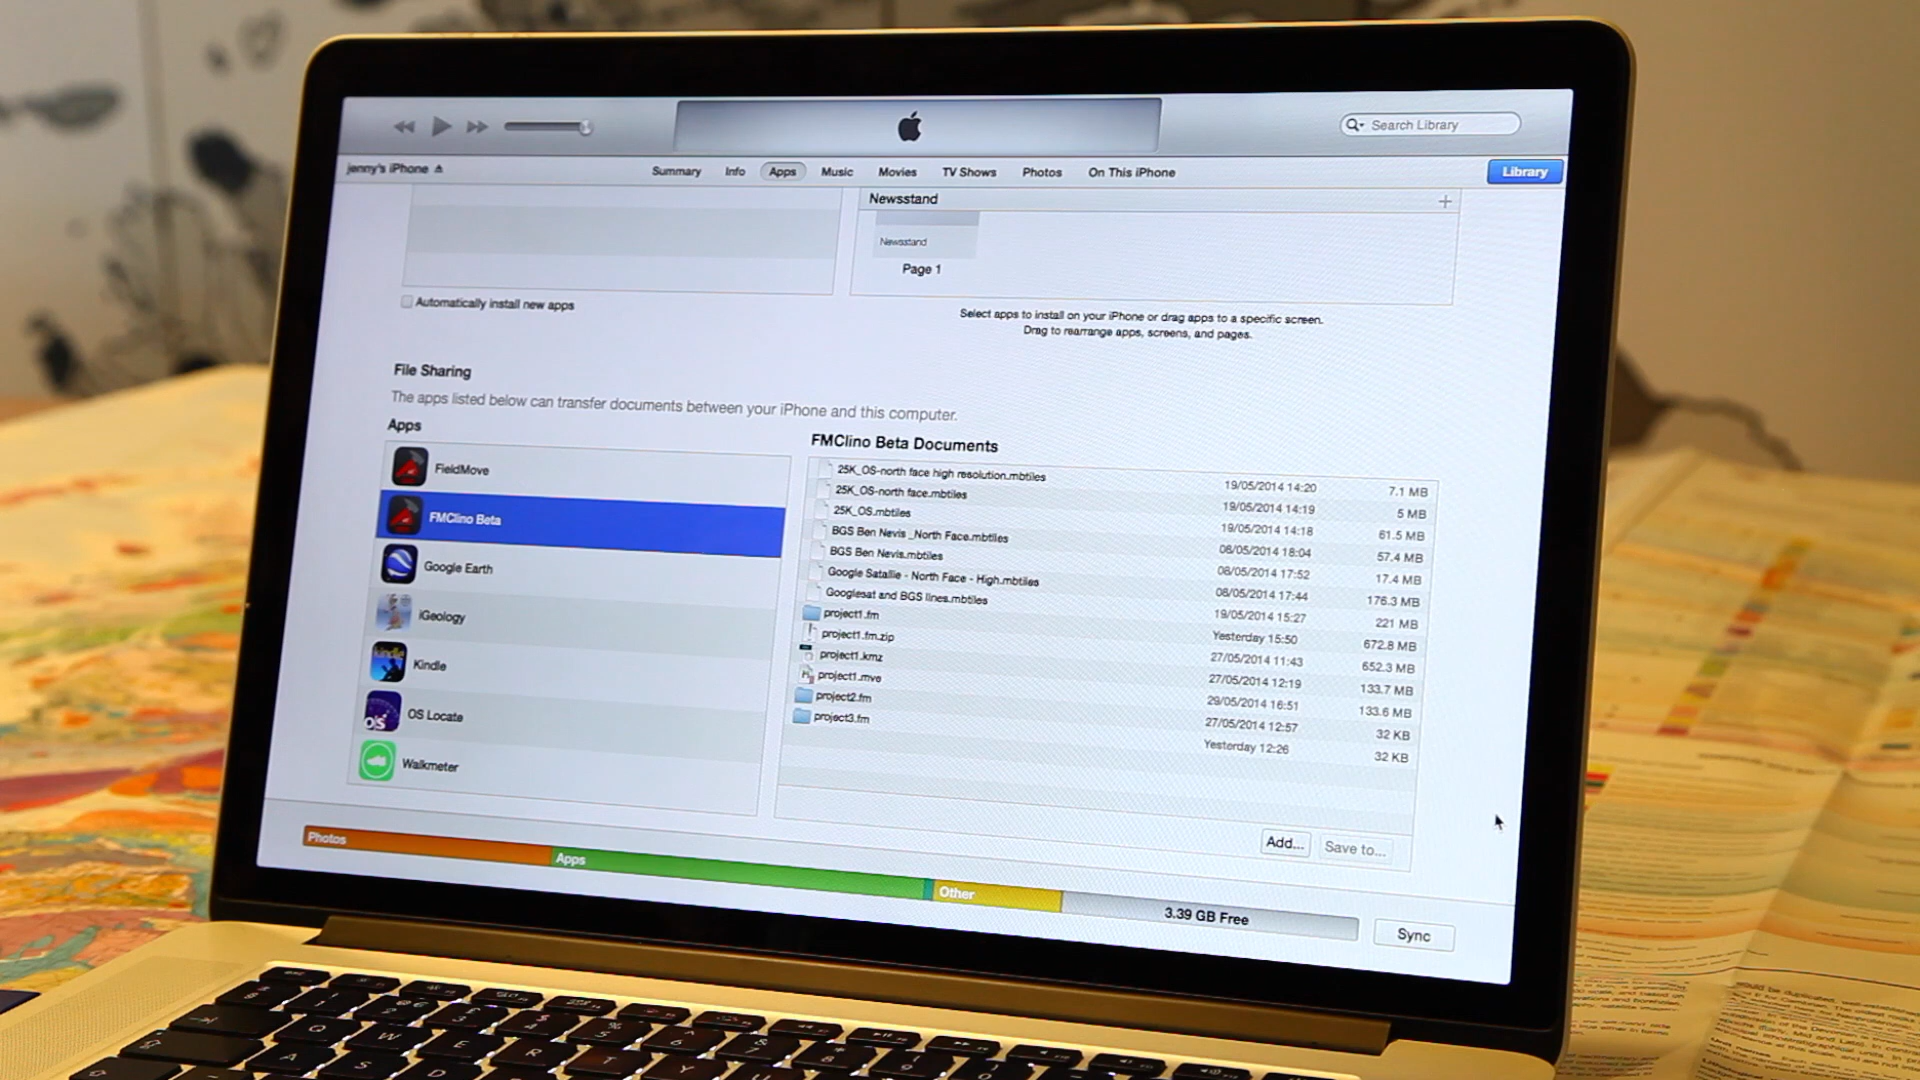 Search Library
jenny's iPhone
Summary Info Apps Music Movies TV Shows Photos On This iPhone
Library
Newsstand
Newsstand
Page 1
Automatically install new apps
Select apps to install on your iPhone or drag apps to a specific screen.
Drag to rearrange apps, screens, and pages.
File Sharing
The apps listed below can transfer documents between your iPhone and this computer.
Apps
FieldMove
FMClino Beta
Google Earth
iGeology
Kindle
OS Locate
Walkmeter
FMClino Beta Documents
25K_OS-north face high resolution.mbtiles 19/05/2014 14:20 7.1 MB
25K_OS-north face.mbtiles 19/05/2014 14:19 5 MB
25K_OS.mbtiles 19/05/2014 14:18 61.5 MB
BGS Ben Nevis _North Face.mbtiles 08/05/2014 18:04 57.4 MB
BGS Ben Nevis.mbtiles 08/05/2014 17:52 17.4 MB
Google Satallie - North Face - High.mbtiles 08/05/2014 17:44 176.3 MB
Googlesat and BGS lines.mbtiles 19/05/2014 15:27 221 MB
project1.fm Yesterday 15:50 672.8 MB
project1.fm.zip 27/05/2014 11:43 652.3 MB
project1.kmz 27/05/2014 12:19 133.7 MB
project1.mve 29/05/2014 16:51 133.6 MB
project2.fm 27/05/2014 12:57 32 KB
project3.fm Yesterday 12:26 32 KB
Add... Save to...
Photos
Apps
Other
3.39 GB Free
Sync
Q W E R T Y U
A S D